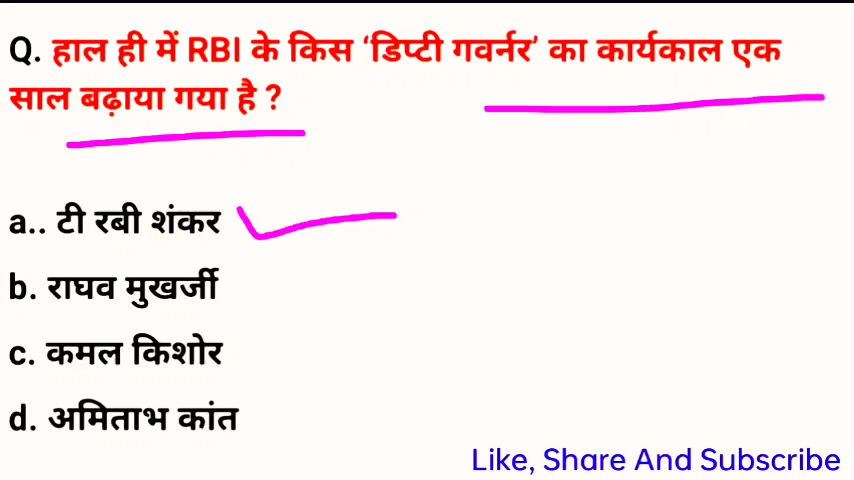 Q. हाल ही में RBI के किस ‘डिप्टी गवर्नर’ का कार्यकाल एक
साल बढ़ाया गया है ?
a.. टी रबी शंकर
b. राघव मुखर्जी
c. कमल किशोर
d. अमिताभ कांत
Like, Share And Subscribe